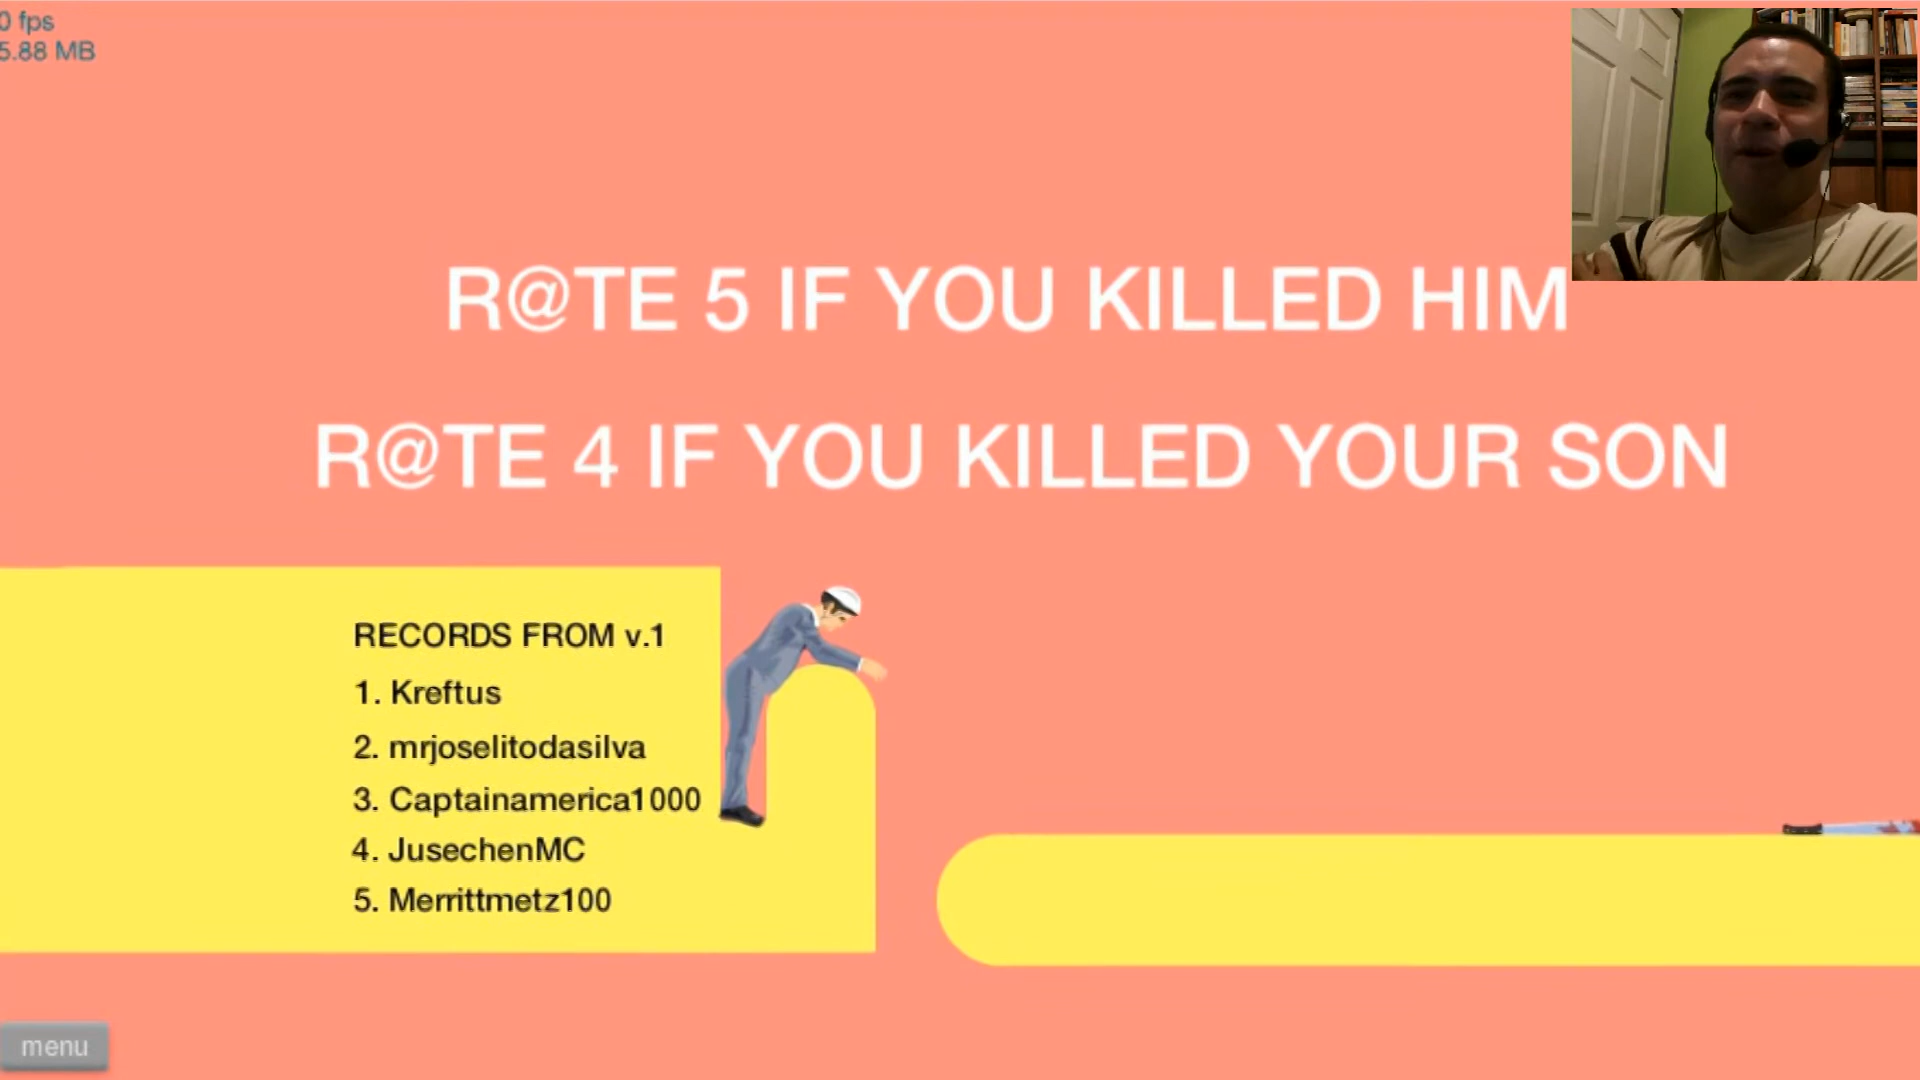 0 fps
5.88 MB
R@TE 5 IF YOU KILLED HIM
R@TE 4 IF YOU KILLED YOUR SON
RECORDS FROM v.1
1. Kreftus
2. mrjoselitodasilva
3. Captainamerica1000
4. JusechenMC
5. Merrittmetz100
menu